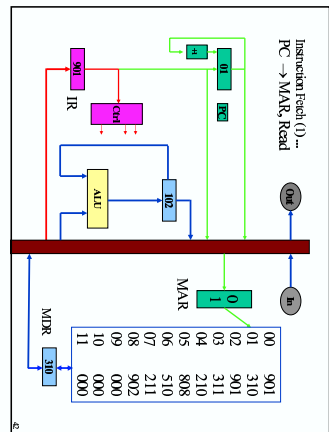 Instruction Fetch (1) ...
PC → MAR, Read
Out
In
+1
01
PC
MAR
0
1
00 901
01 310
02 901
03 311
04 210
05 808
06 510
07 211
08 902
09 000
10 000
11 000
102
ALU
Ctrl
901
IR
MDR
310